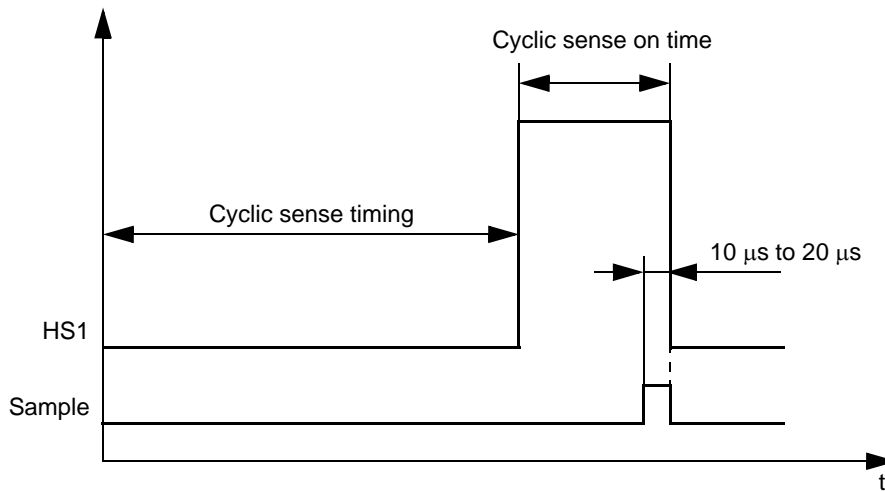 Cyclic sense on time
Cyclic sense timing
10 μs to 20 μs
HS1
Sample
t